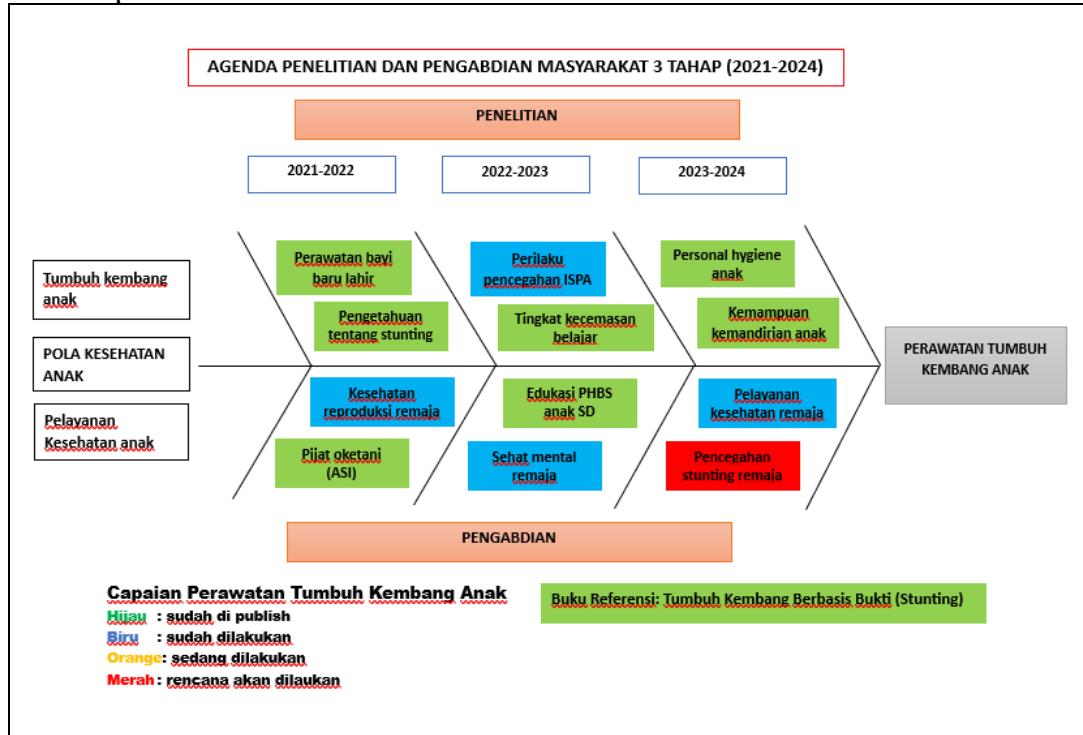 AGENDA PENELITIAN DAN PENGABDIAN MASYARAKAT 3 TAHAP (2021-2024)
PENELITIAN
2021-2022
2022-2023
2023-2024
Tumbuh kembang
anak
POLA KESEHATAN
ANAK
Pelayanan
Kesehatan anak
Perawatan bayi
baru lahir
Pengetahuan
tentang stunting
Perilaku
pencegahan ISPA
Tingkat kecemasan
belajar
Personal hygiene
anak
Kemampuan
kemandirian anak
PERAWATAN TUMBUH
KEMBANG ANAK
Kesehatan
reproduksi remaja
Pijat oketani
(ASI)
Edukasi PHBS
anak SD
Sehat mental
remaja
Pelayanan
kesehatan remaja
Pencegahan
stunting remaja
PENGABDIAN
Capaian Perawatan Tumbuh Kembang Anak
Hijau : sudah di publish
Biru : sudah dilakukan
Orange: sedang dilakukan
Merah : rencana akan dilaukan
Buku Referensi: Tumbuh Kembang Berbasis Bukti (Stunting)